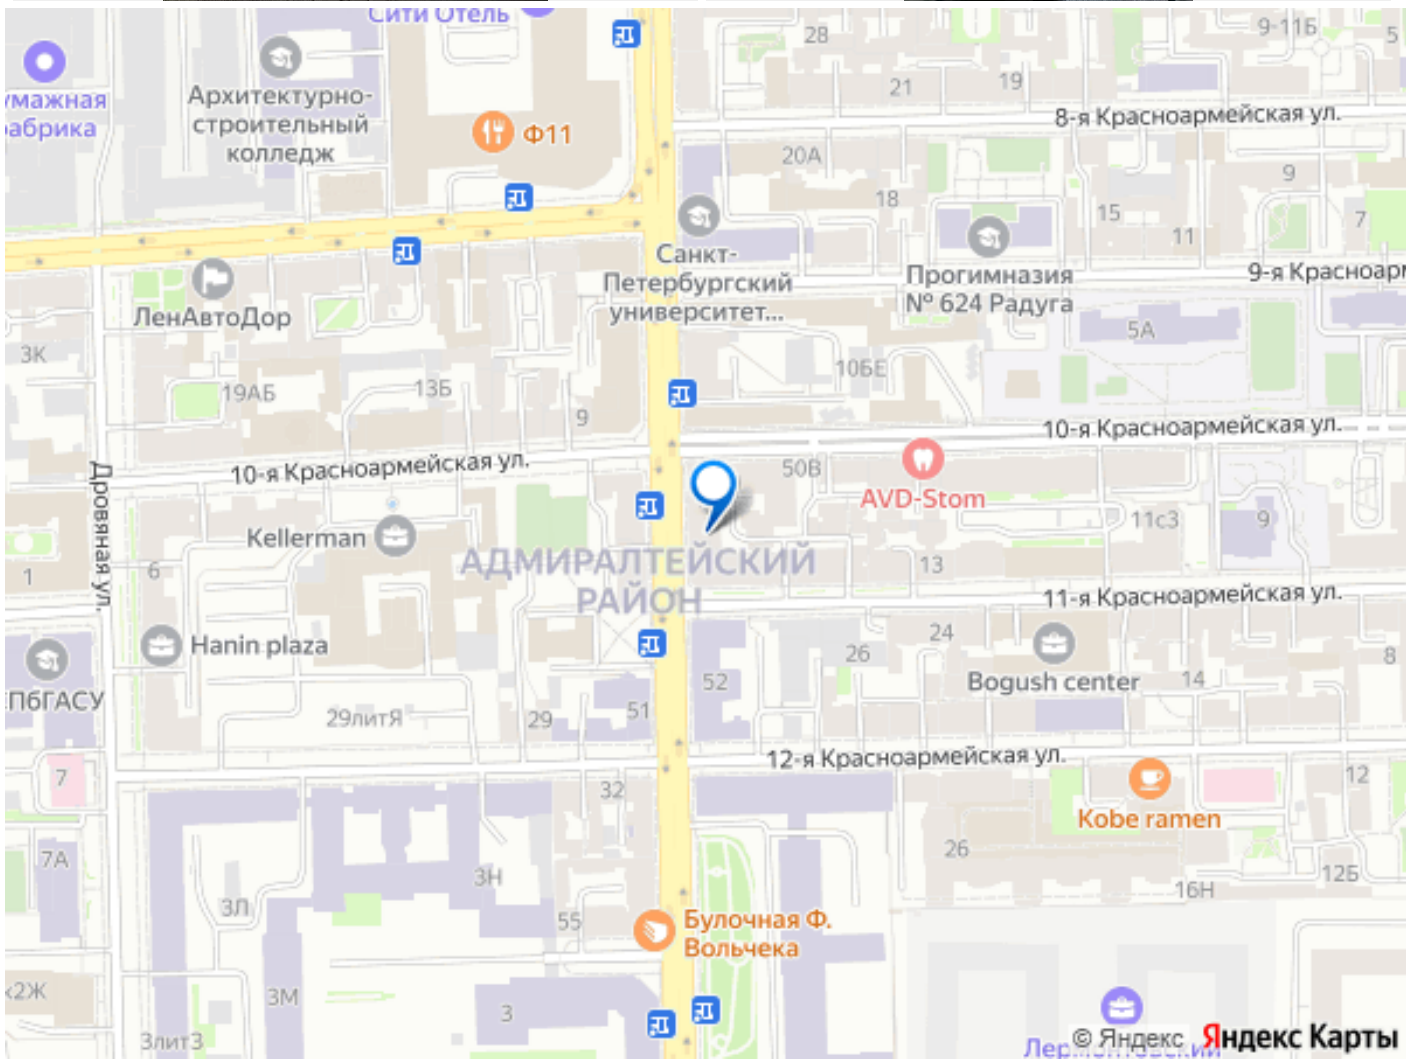 Сити Отель
28
9-11Б
5
умажная
абрика
Архитектурно-
строительный
колледж
Ф11
21
19
8-я Красноармейская ул.
20А
18
9
15
7
11
Санкт-
Петербургский
университет...
Прогимназия
№ 624 Радуга
9-я Красноарм
ЛенАвтоДор
3К
5А
19АБ
13Б
10БЕ
9
10-я Красноармейская ул.
10-я Красноармейская ул.
50В
AVD-Stom
Дровяная ул.
Kellerman
11с3
9
АДМИРАЛТЕЙСКИЙ
РАЙОН
1
6
13
11-я Красноармейская ул.
Hanin plaza
24
26
Bogush center
8
14
ПбГАСУ
52
29литЯ
29
51
12-я Красноармейская ул.
7
32
12
Kobe ramen
7А
3Н
26
12Б
16Н
3Л
55
Булочная Ф.
Вольчека
к2Ж
3М
3
3лит3
Лермонтовский
© Яндекс
Яндекс Карты